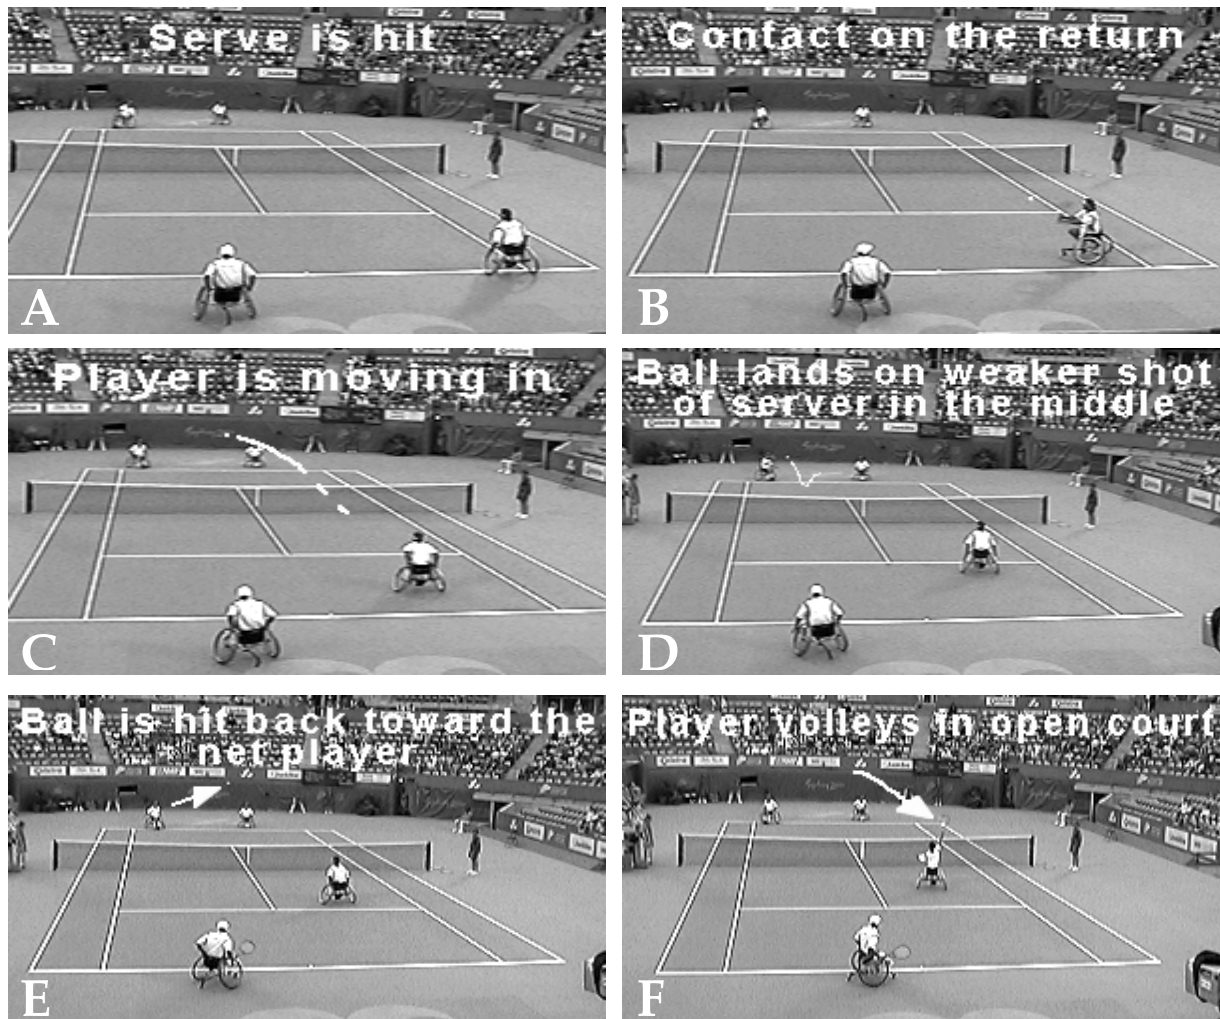 Serve is hit
A
Contact on the return
B
Player is moving in
C
Ball lands on weaker shot
of server in the middle
D
Ball is hit back toward the
net player
E
Player volleys in open court
F